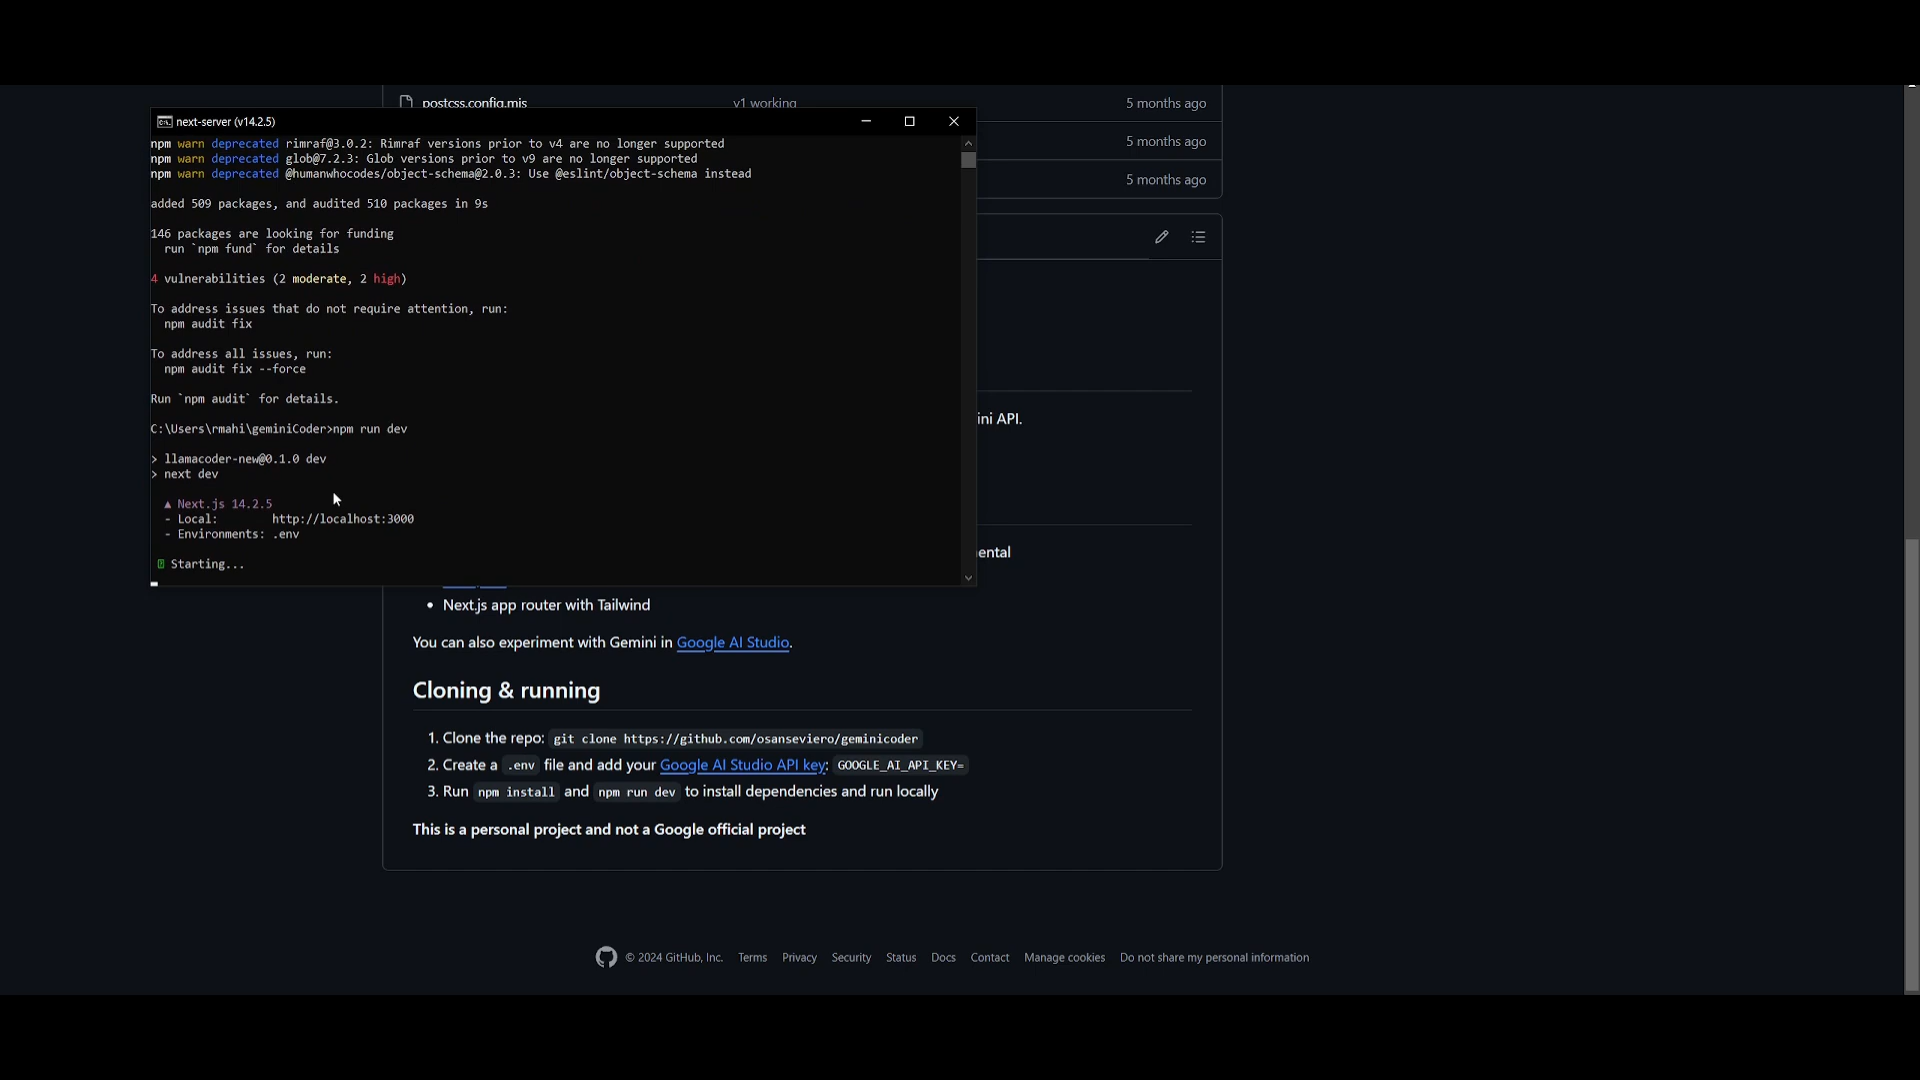 postcss.config.mjs v1 working 5 months ago
next-server (v14.2.5)
npm warn deprecated rimraf@3.0.2: Rimraf versions prior to v4 are no longer supported
npm warn deprecated glob@7.2.3: Glob versions prior to v9 are no longer supported
npm warn deprecated @humanwhocodes/object-schema@2.0.3: Use @eslint/object-schema instead
added 509 packages, and audited 510 packages in 9s
146 packages are looking for funding
run `npm fund` for details
4 vulnerabilities (2 moderate, 2 high)
To address issues that do not require attention, run:
npm audit fix
To address all issues, run:
npm audit fix --force
Run `npm audit` for details.
C:\Users\rmahi\geminiCoder>npm run dev
> llamacoder-new@0.1.0 dev
> next dev
▲ Next.js 14.2.5
- Local: http://localhost:3000
- Environments: .env
Starting...
5 months ago
5 months ago
ini API.
ental
• Next.js app router with Tailwind
You can also experiment with Gemini in Google AI Studio.
Cloning & running
1. Clone the repo: git clone https://github.com/osanseviero/geminicoder
2. Create a .env file and add your Google AI Studio API key: GOOGLE_AI_API_KEY=
3. Run npm install and npm run dev to install dependencies and run locally
This is a personal project and not a Google official project
© 2024 GitHub, Inc. Terms Privacy Security Status Docs Contact Manage cookies Do not share my personal information